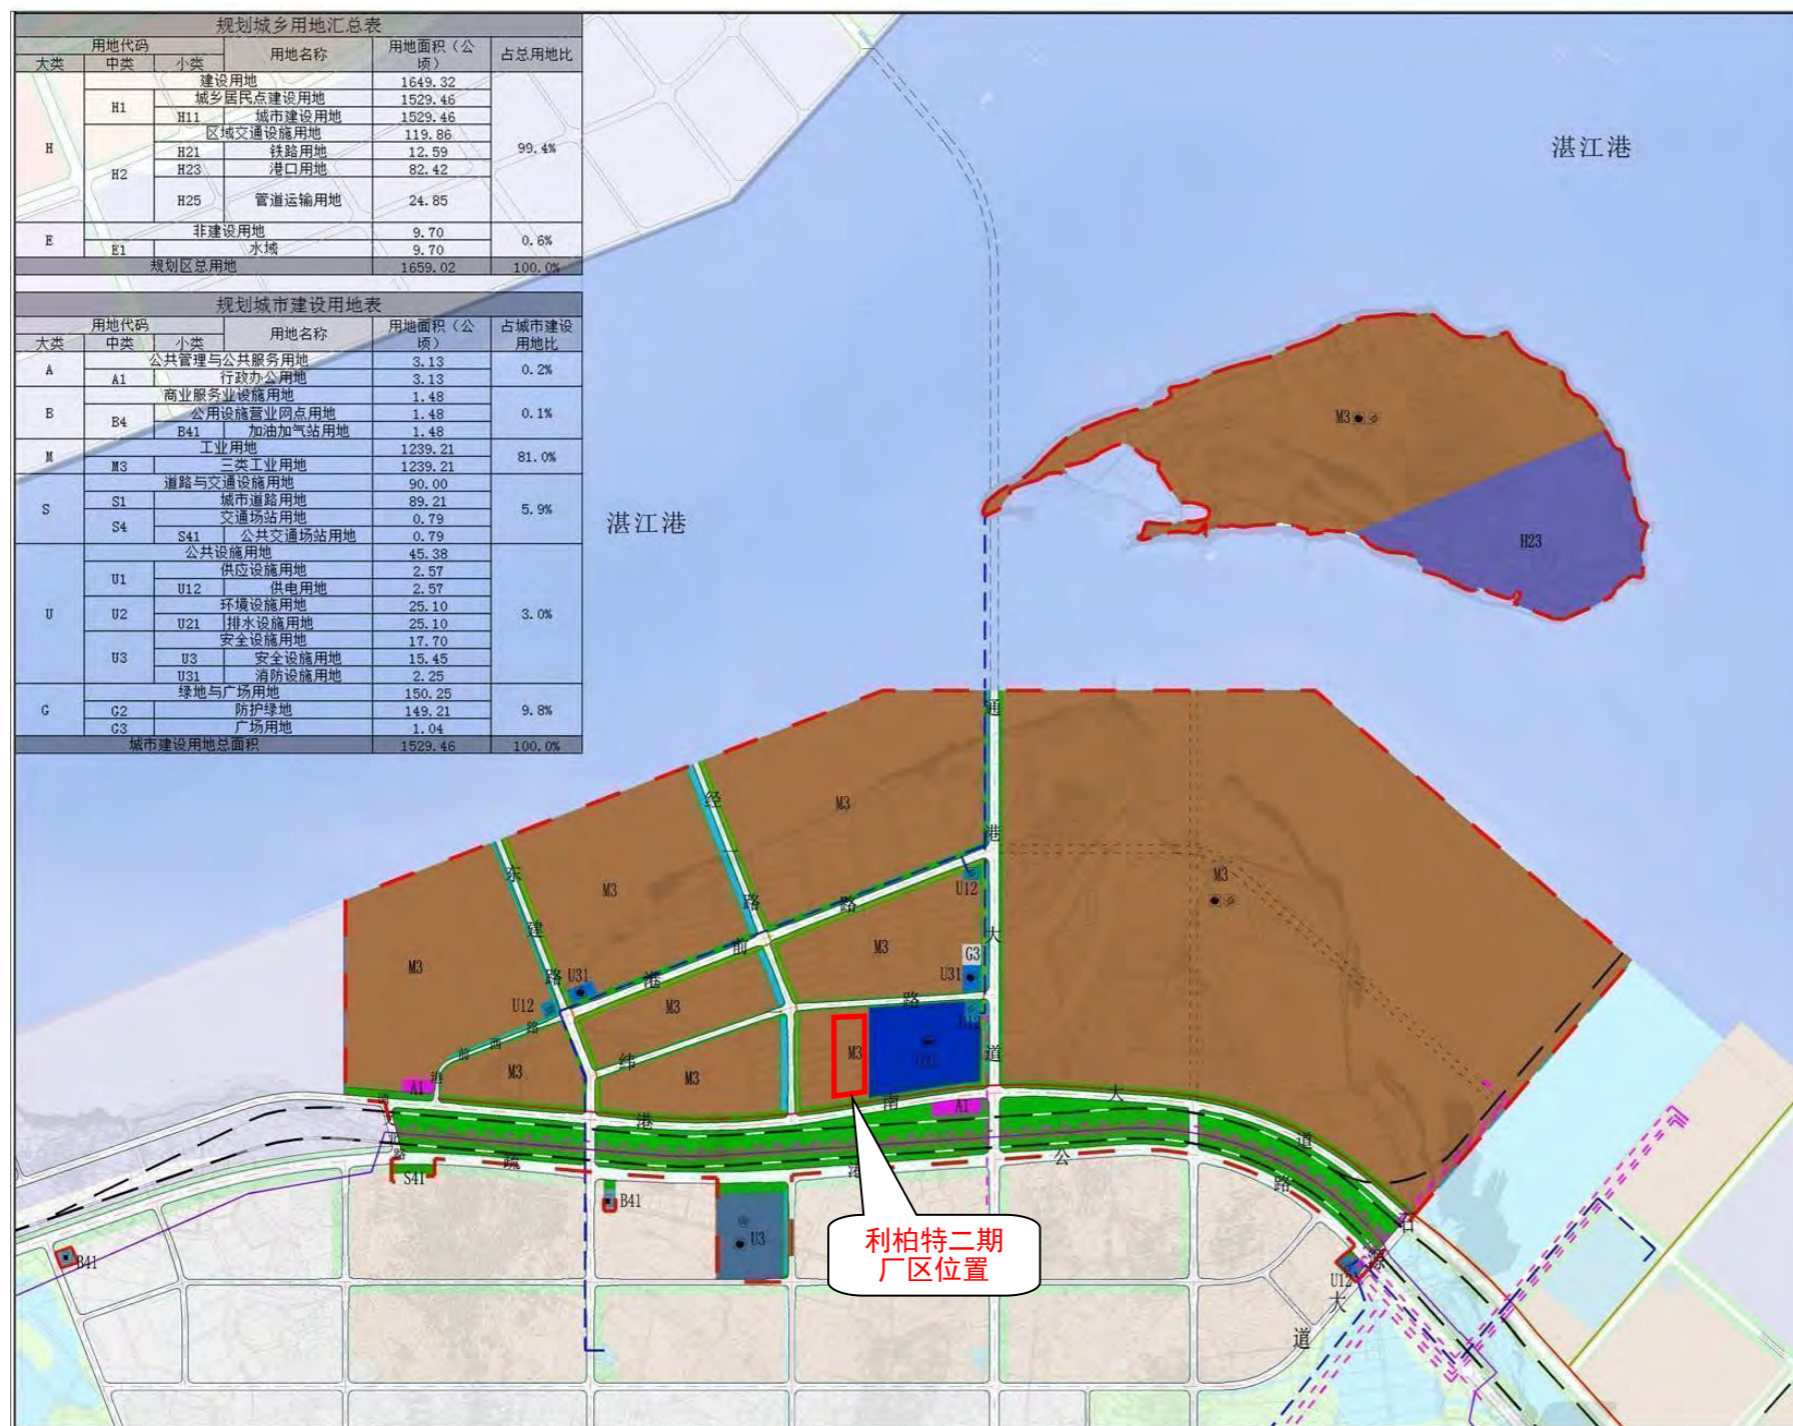 规划城乡用地汇总表
用地代码 用地名称 用地面积（公顷） 占总用地比
大类 中类 小类
H 建设用地 1649.32 99.4%
H1 城乡居民点建设用地 1529.46
H11 城市建设用地 1529.46
H2 区域交通设施用地 119.86
H21 铁路用地 12.59
H23 港口用地 82.42
H25 管道运输用地 24.85
E 非建设用地 9.70 0.6%
E1 水域 9.70
规划区总用地 1659.02 100.0%
规划城市建设用地表
用地代码 用地名称 用地面积（公顷） 占城市建设用地比
大类 中类 小类
A 公共管理与公共服务用地 3.13 0.2%
A1 行政办公用地 3.13
B 商业服务业设施用地 1.48 0.1%
B4 公用设施营业网点用地 1.48
B41 加油加气站用地 1.48
M 工业用地 1239.21 81.0%
M3 三类工业用地 1239.21
S 道路与交通设施用地 90.00 5.9%
S1 城市道路用地 89.21
S4 交通场站用地 0.79
S41 公共交通场站用地 0.79
U 公共设施用地 45.38 3.0%
U1 供应设施用地 2.57
U12 供电用地 2.57
U2 环境设施用地 25.10
U21 排水设施用地 25.10
U3 安全设施用地 17.70
U3 安全设施用地 15.45
U31 消防设施用地 2.25
G 绿地与广场用地 150.25 9.8%
G2 防护绿地 149.21
G3 广场用地 1.04
城市建设用地总面积 1529.46 100.0%
湛江港
湛江港
M3
H23
通港大道
经一路
东建路
港前路
M3
M3
M3
M3
U12
M3
G3
U31
U31
U12
M3
U12
港前西路
纬路
M3
M3
M3
A1
A1
港南大道
疏港公路
S41
B41
B41
U3
U12
石
大道
利柏特二期
厂区位置